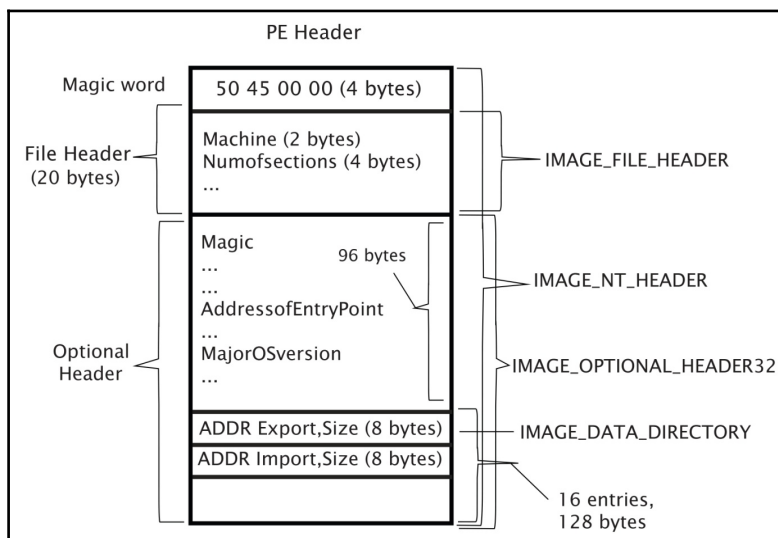 PE Header
Magic word
50 45 00 00 (4 bytes)
File Header
(20 bytes)
Machine (2 bytes)
Numofsections (4 bytes)
...
IMAGE_FILE_HEADER
Optional
Header
Magic
...
...
AddressofEntryPoint
...
MajorOSversion
...
96 bytes
IMAGE_NT_HEADER
IMAGE_OPTIONAL_HEADER32
ADDR Export,Size (8 bytes)
IMAGE_DATA_DIRECTORY
ADDR Import,Size (8 bytes)
16 entries,
128 bytes